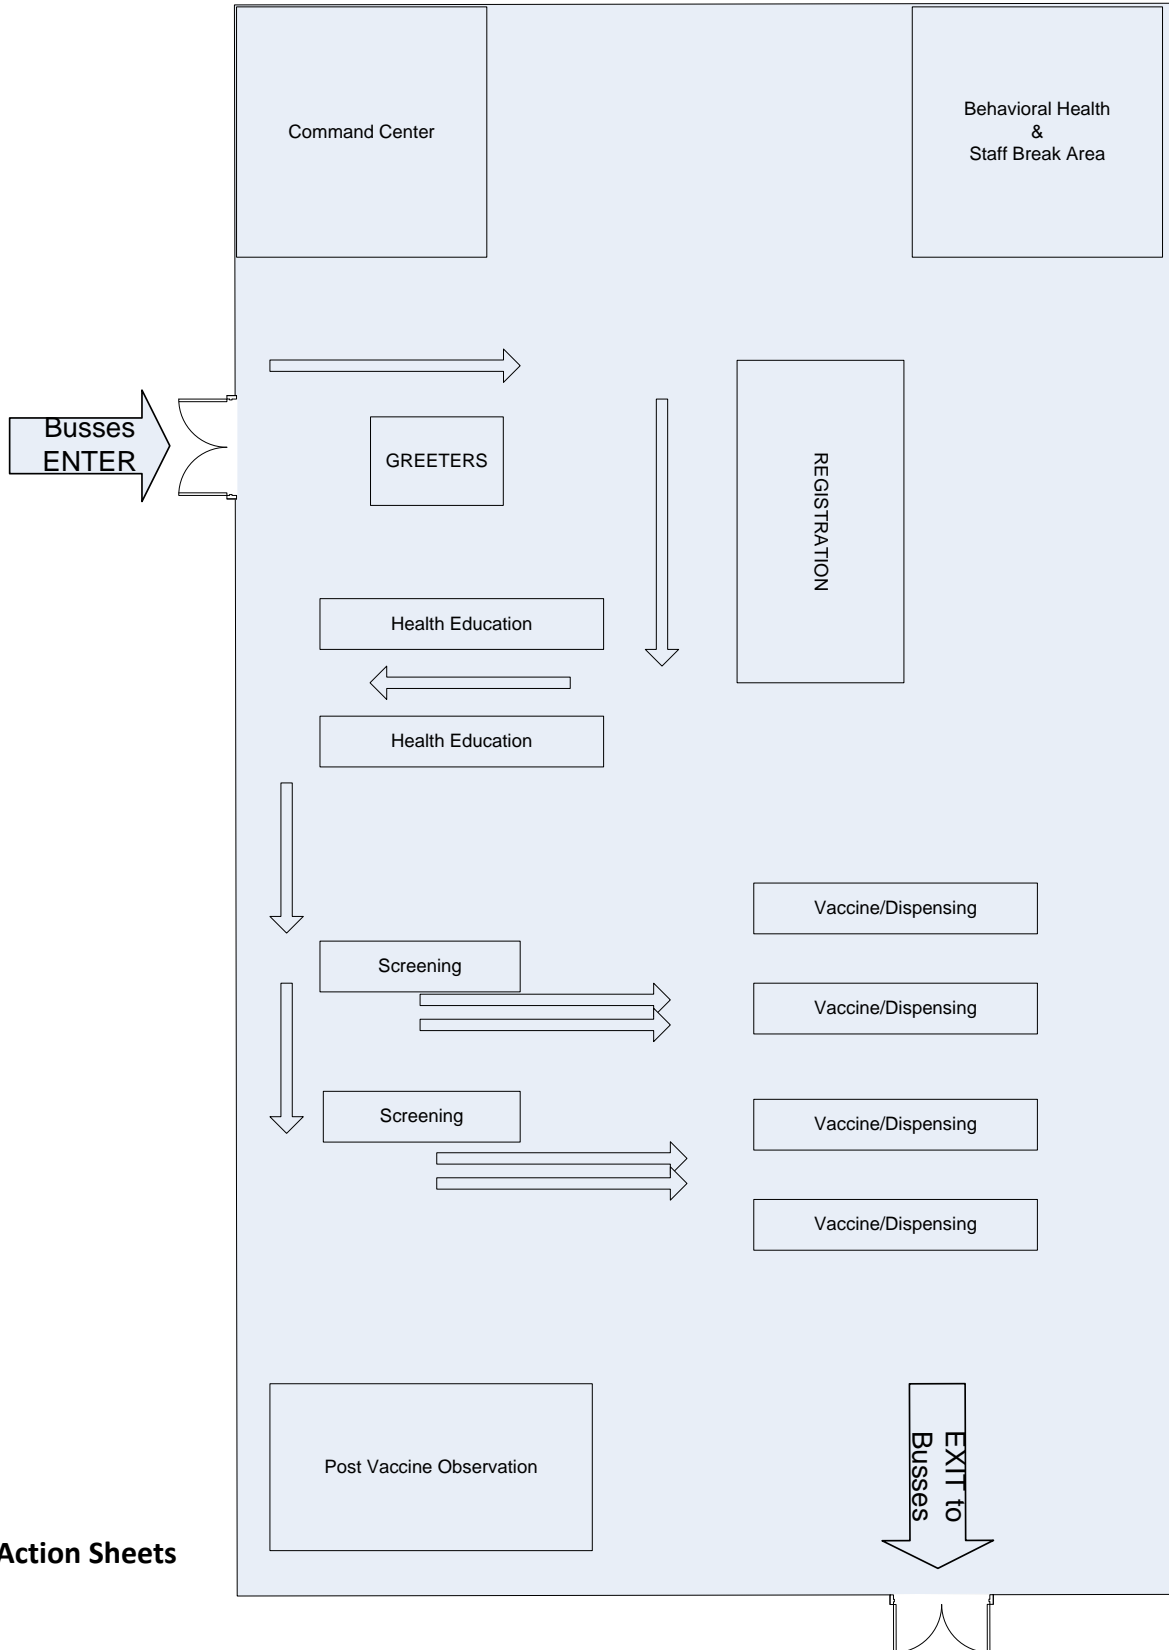 Command Center
Behavioral Health
&
Staff Break Area
Busses
ENTER
GREETERS
REGISTRATION
Health Education
Health Education
Vaccine/Dispensing
Screening
Vaccine/Dispensing
Screening
Vaccine/Dispensing
Vaccine/Dispensing
Post Vaccine Observation
EXIT to
Busses
Action Sheets